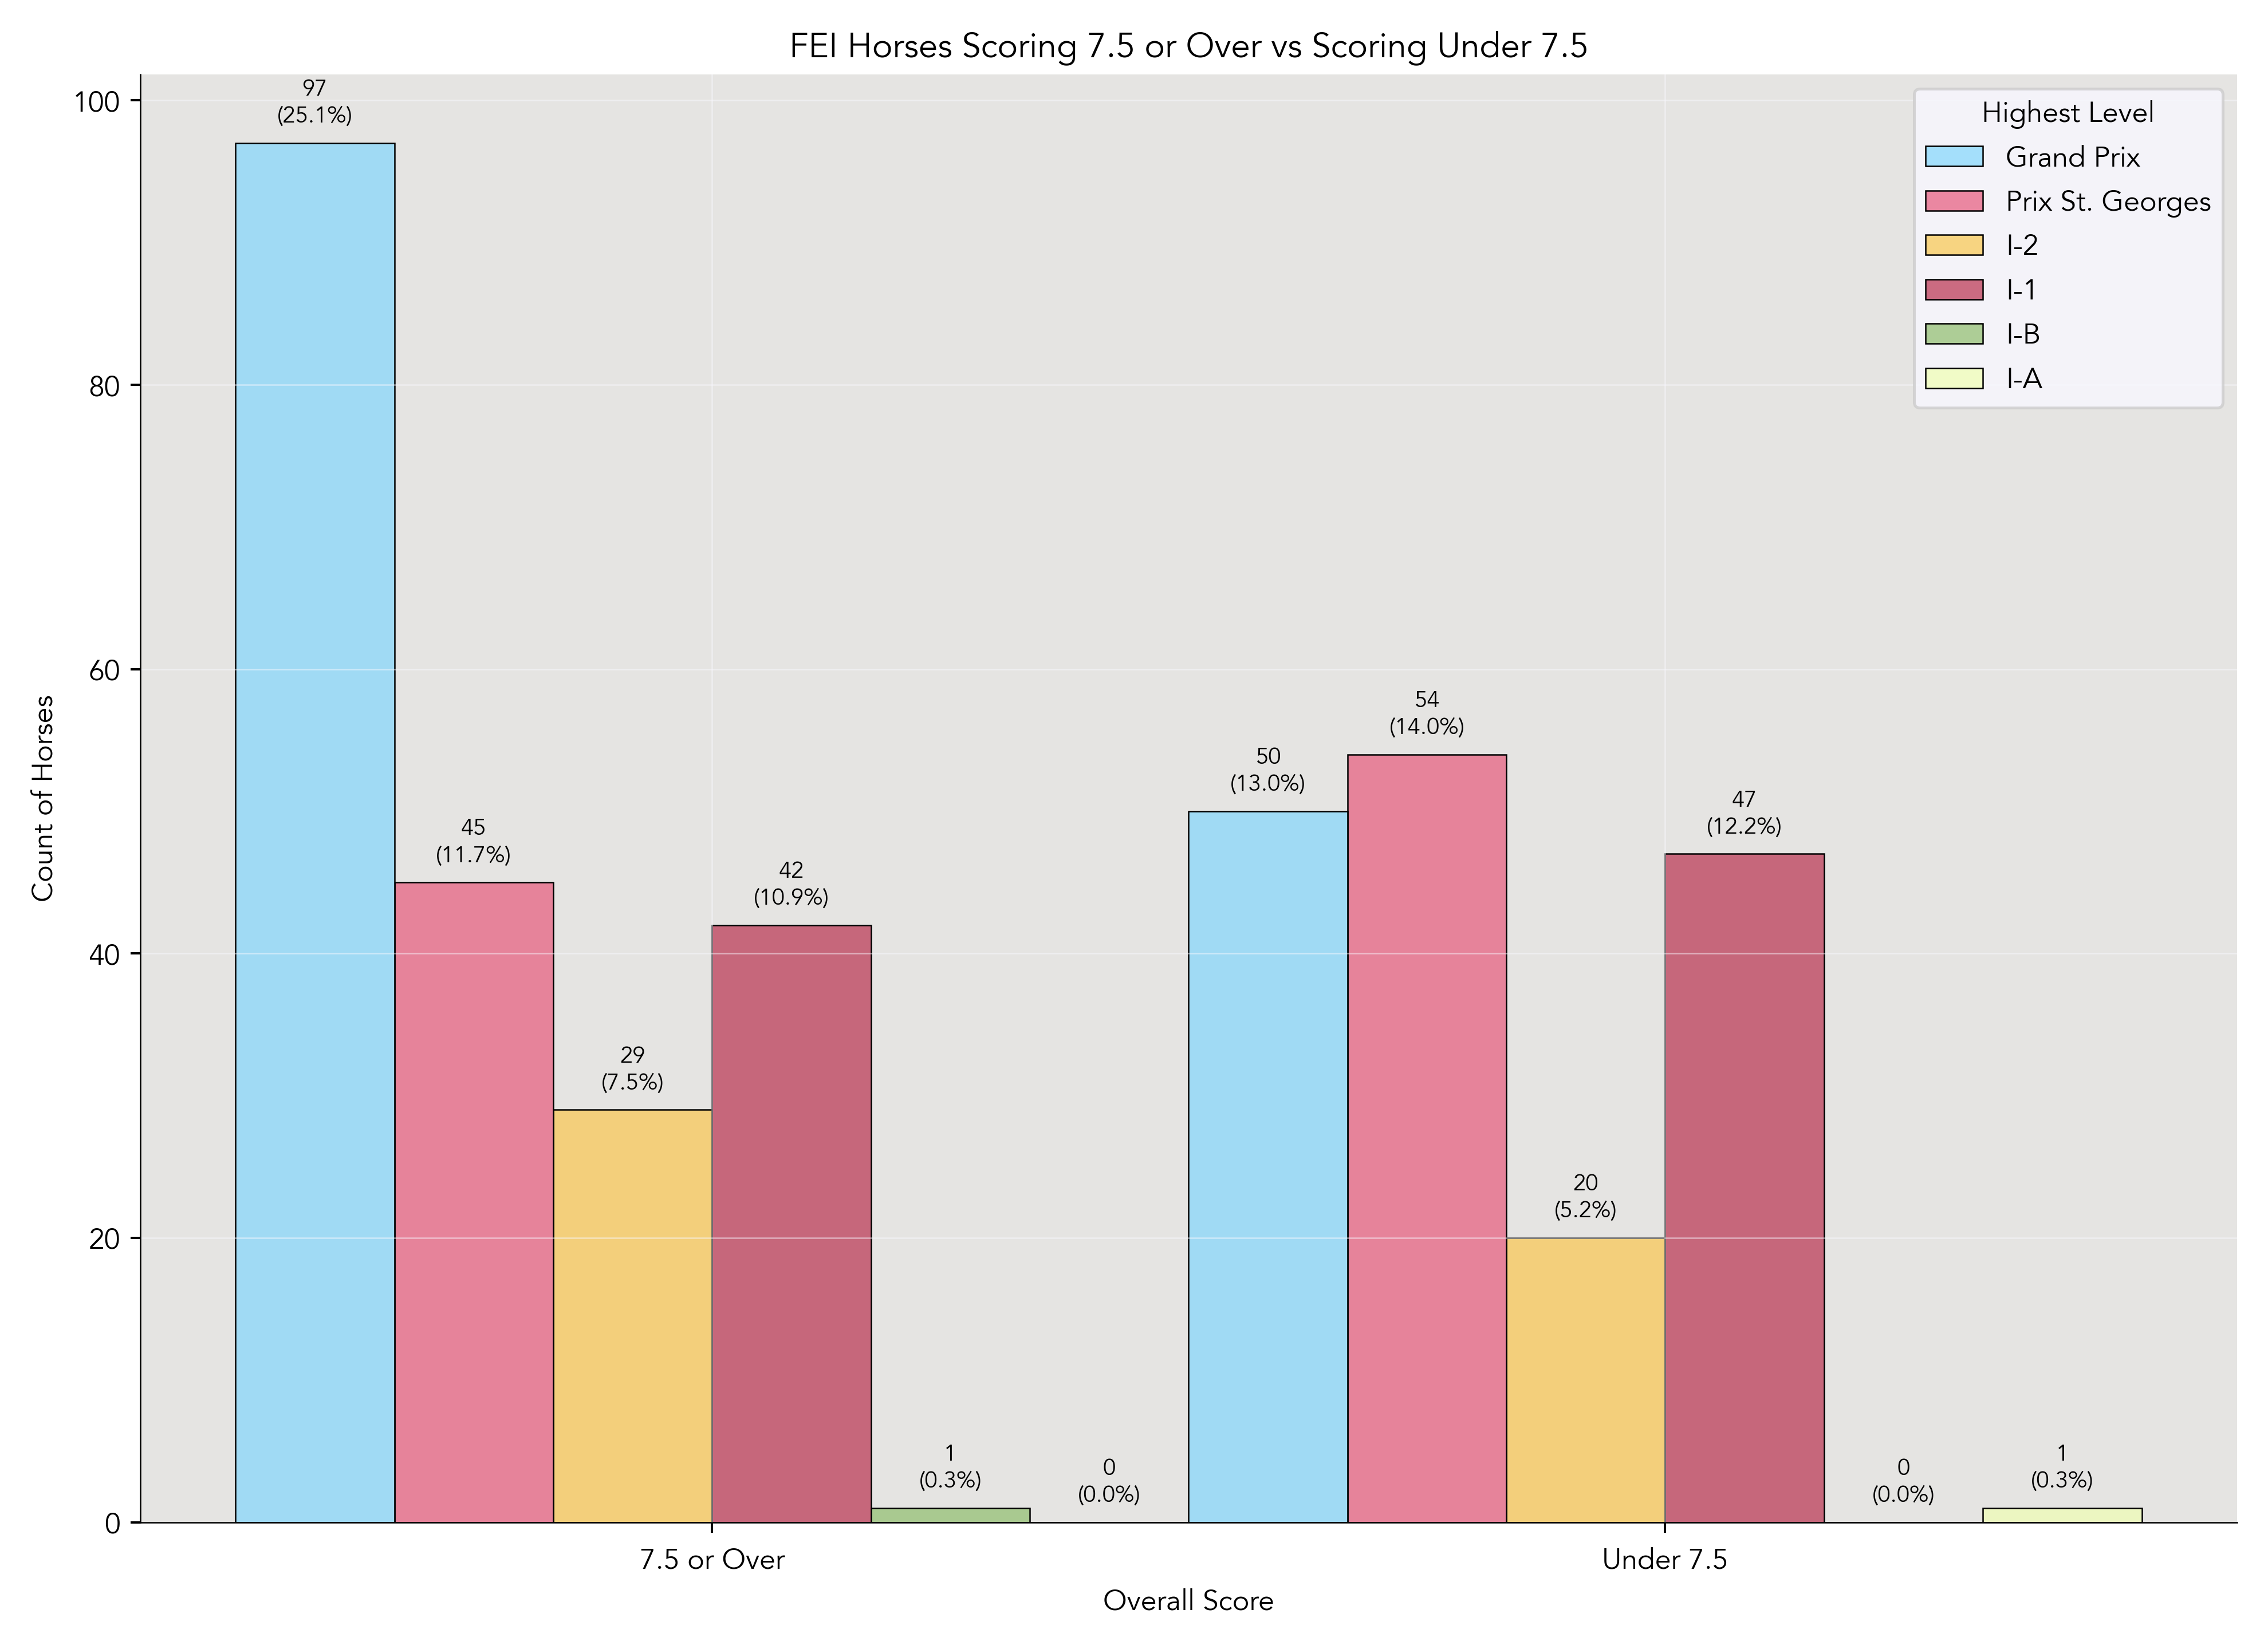 FEI Horses Scoring 7.5 or Over vs Scoring Under 7.5
Count of Horses
100
80
60
40
20
0
97
(25.1%)
45
(11.7%)
29
(7.5%)
42
(10.9%)
1
(0.3%)
0
(0.0%)
50
(13.0%)
54
(14.0%)
20
(5.2%)
47
(12.2%)
0
(0.0%)
1
(0.3%)
Highest Level
Grand Prix
Prix St. Georges
I-2
I-1
I-B
I-A
7.5 or Over
Under 7.5
Overall Score